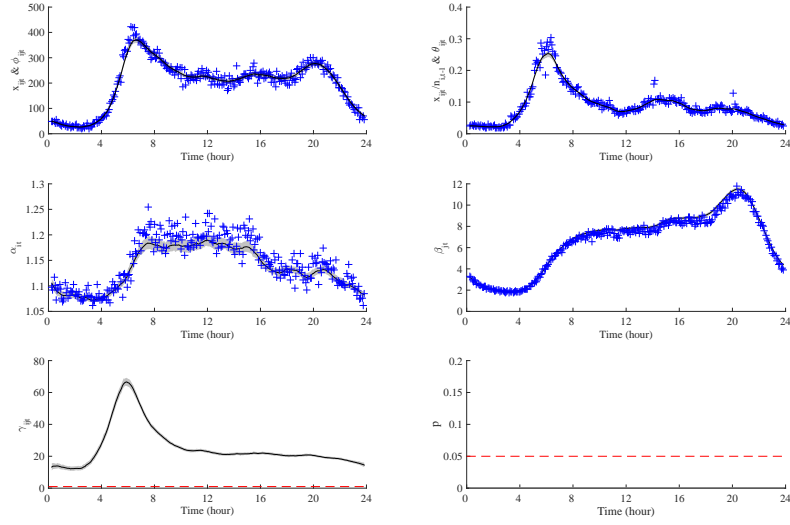 x_ijt & φ_ijt
500
400
300
200
100
0
0 4 8 12 16 20 24
Time (hour)
x_ijt/n_i,t-1 & θ_ijt
0.4
0.3
0.2
0.1
0
0 4 8 12 16 20 24
Time (hour)
α_it
1.3
1.25
1.2
1.15
1.1
1.05
0 4 8 12 16 20 24
Time (hour)
β_jt
12
10
8
6
4
2
0
0 4 8 12 16 20 24
Time (hour)
γ_ijt
80
60
40
20
0
0 4 8 12 16 20 24
Time (hour)
p
0.2
0.15
0.1
0.05
0
0 4 8 12 16 20 24
Time (hour)